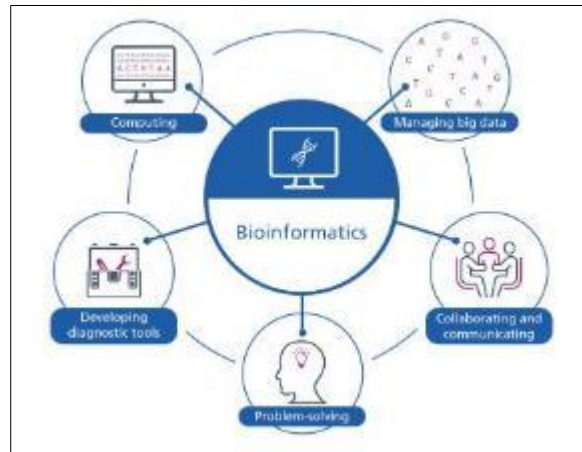 Computing
Managing big data
Bioinformatics
Developing
diagnostic tools
Collaborating and
communicating
Problem-solving